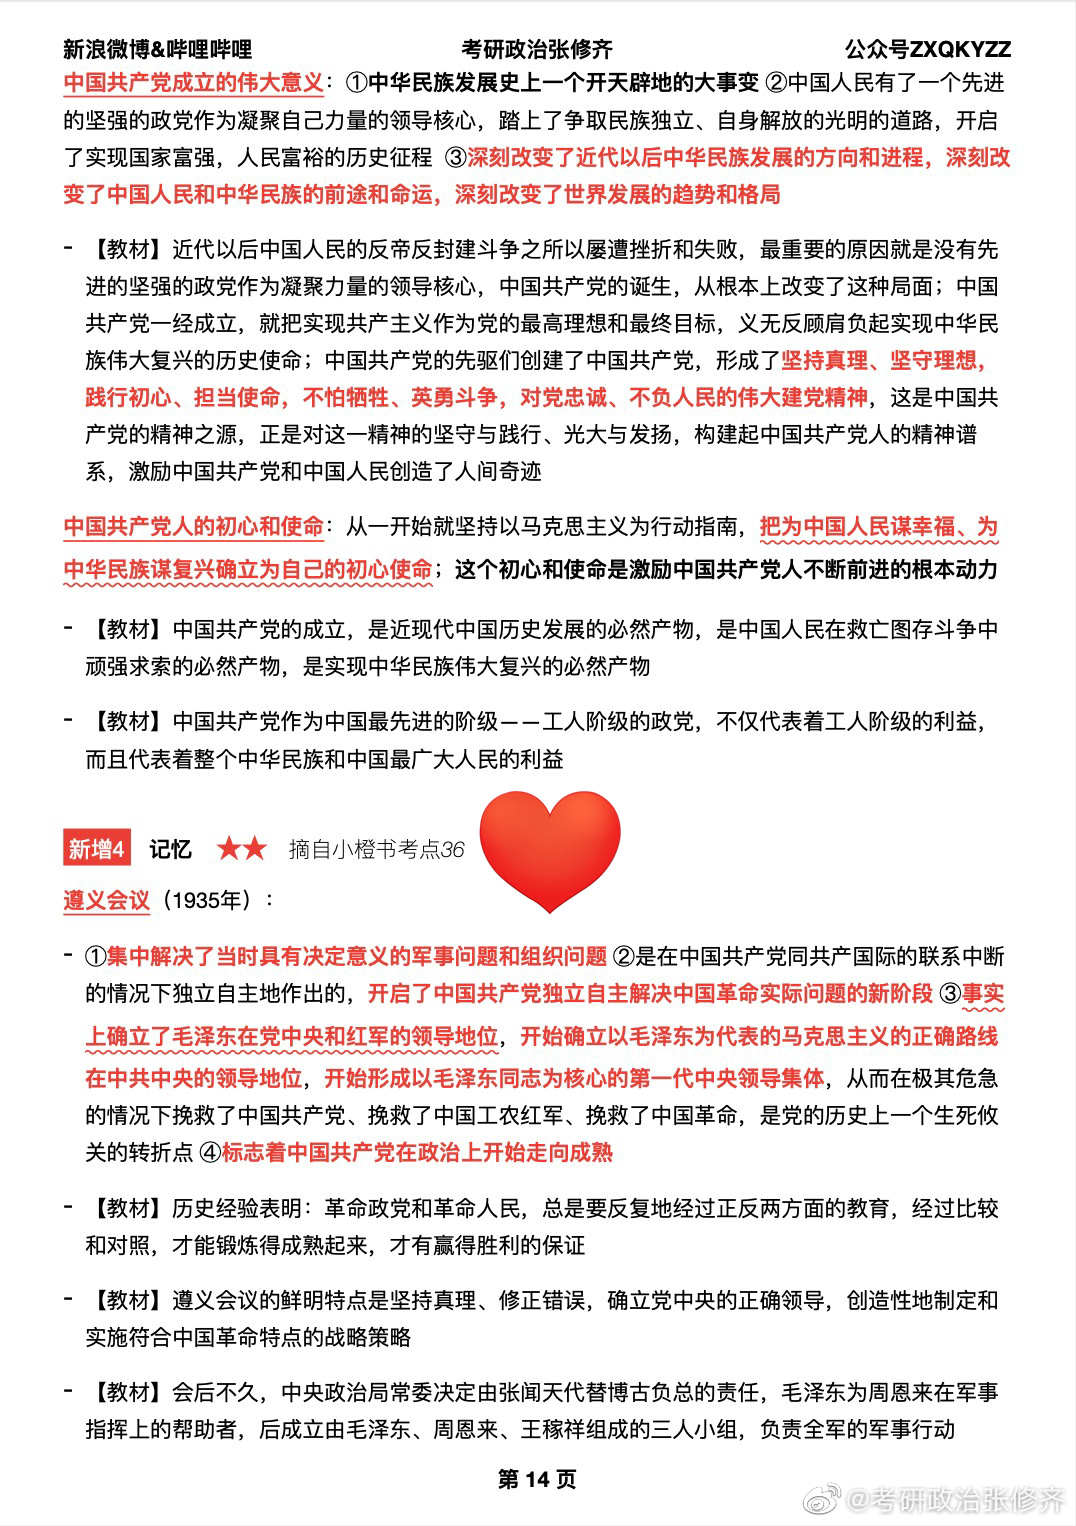 新浪微博&哔哩哔哩 考研政治张修齐 公众号ZXQKYZZ
中国共产党成立的伟大意义：①中华民族发展史上一个开天辟地的大事变 ②中国人民有了一个先进
的坚强的政党作为凝聚自己力量的领导核心，踏上了争取民族独立、自身解放的光明的道路，开启
了实现国家富强，人民富裕的历史征程 ③深刻改变了近代以后中华民族发展的方向和进程，深刻改
变了中国人民和中华民族的前途和命运，深刻改变了世界发展的趋势和格局
- 【教材】近代以后中国人民的反帝反封建斗争之所以屡遭挫折和失败，最重要的原因就是没有先
进的坚强的政党作为凝聚力量的领导核心，中国共产党的诞生，从根本上改变了这种局面；中国
共产党一经成立，就把实现共产主义作为党的最高理想和最终目标，义无反顾肩负起实现中华民
族伟大复兴的历史使命；中国共产党的先驱们创建了中国共产党，形成了坚持真理、坚守理想，
践行初心、担当使命，不怕牺牲、英勇斗争，对党忠诚、不负人民的伟大建党精神，这是中国共
产党的精神之源，正是对这一精神的坚守与践行、光大与发扬，构建起中国共产党人的精神谱
系，激励中国共产党和中国人民创造了人间奇迹
中国共产党人的初心和使命：从一开始就坚持以马克思主义为行动指南，把为中国人民谋幸福、为
中华民族谋复兴确立为自己的初心使命；这个初心和使命是激励中国共产党人不断前进的根本动力
- 【教材】中国共产党的成立，是近现代中国历史发展的必然产物，是中国人民在救亡图存斗争中
顽强求索的必然产物，是实现中华民族伟大复兴的必然产物
- 【教材】中国共产党作为中国最先进的阶级——工人阶级的政党，不仅代表着工人阶级的利益，
而且代表着整个中华民族和中国最广大人民的利益
新增4 记忆 ★★ 摘自小橙书考点36
遵义会议（1935年）：
- ①集中解决了当时具有决定意义的军事问题和组织问题 ②是在中国共产党同共产国际的联系中断
的情况下独立自主地作出的，开启了中国共产党独立自主解决中国革命实际问题的新阶段 ③事实
上确立了毛泽东在党中央和红军的领导地位，开始确立以毛泽东为代表的马克思主义的正确路线
在中共中央的领导地位，开始形成以毛泽东同志为核心的第一代中央领导集体，从而在极其危急
的情况下挽救了中国共产党、挽救了中国工农红军、挽救了中国革命，是党的历史上一个生死攸
关的转折点 ④标志着中国共产党在政治上开始走向成熟
- 【教材】历史经验表明：革命政党和革命人民，总是要反复地经过正反两方面的教育，经过比较
和对照，才能锻炼得成熟起来，才有赢得胜利的保证
- 【教材】遵义会议的鲜明特点是坚持真理、修正错误，确立党中央的正确领导，创造性地制定和
实施符合中国革命特点的战略策略
- 【教材】会后不久，中央政治局常委决定由张闻天代替博古负总的责任，毛泽东为周恩来在军事
指挥上的帮助者，后成立由毛泽东、周恩来、王稼祥组成的三人小组，负责全军的军事行动
第 14 页
@考研政治张修齐